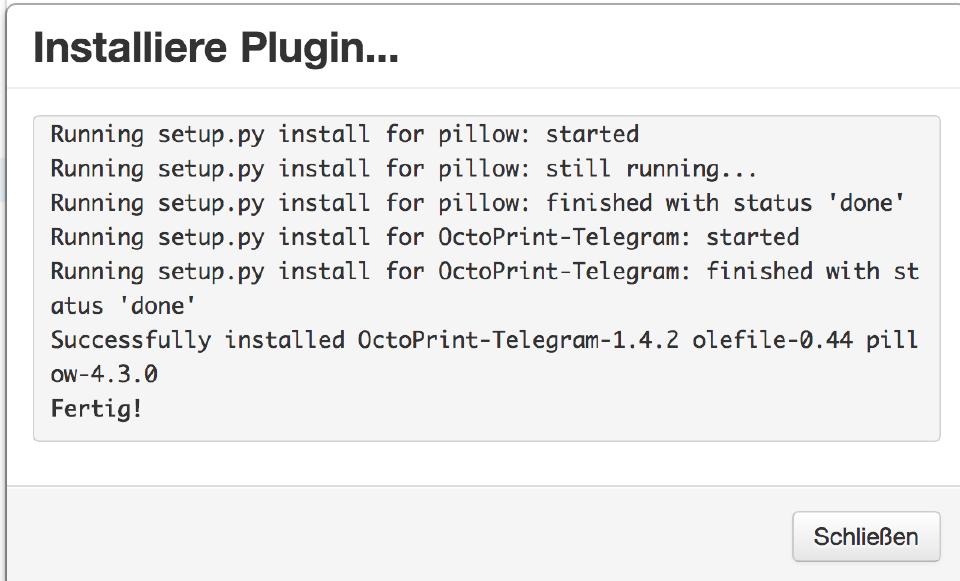 Installiere Plugin...
Running setup.py install for pillow: started
Running setup.py install for pillow: still running...
Running setup.py install for pillow: finished with status 'done'
Running setup.py install for OctoPrint-Telegram: started
Running setup.py install for OctoPrint-Telegram: finished with st
atus 'done'
Successfully installed OctoPrint-Telegram-1.4.2 olefile-0.44 pill
ow-4.3.0
Fertig!
Schließen